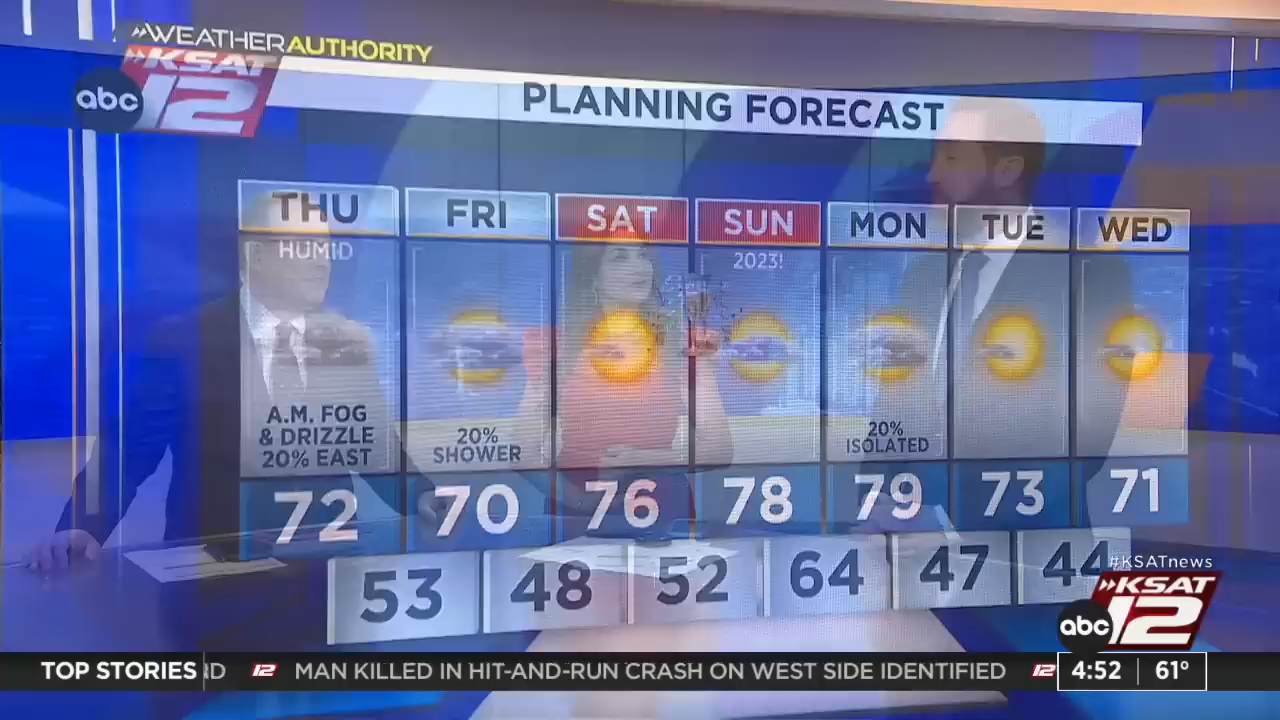 WEATHERAUTHORITY
KSAT
abc
12
PLANNING FORECAST
THU
FRI
SAT
SUN
MON
TUE
WED
HUMID
2023!
A.M. FOG
& DRIZZLE
20% EAST
20%
SHOWER
20%
ISOLATED
72
70
76
78
79
73
71
53
48
52
64
47
44
#KSATnews
KSAT
abc
12
TOP STORIES
12 MAN KILLED IN HIT-AND-RUN CRASH ON WEST SIDE IDENTIFIED 12
4:52
61°